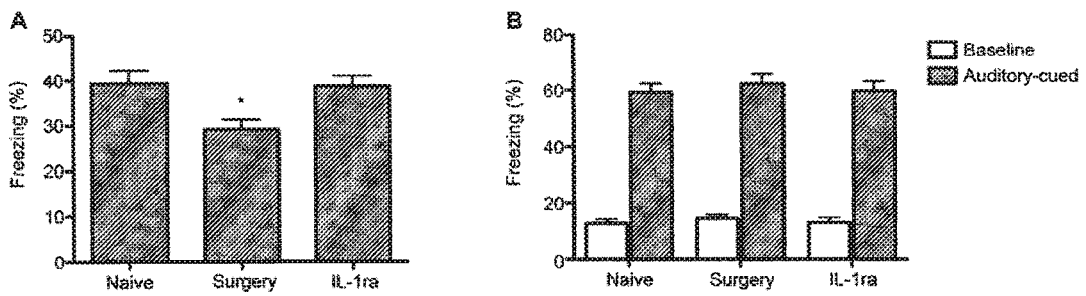 A
Freezing (%)
50
40
30
20
10
0
*
Naive
Surgery
IL-1ra
B
Freezing (%)
80
60
40
20
0
Naive
Surgery
IL-1ra
Baseline
Auditory-cued